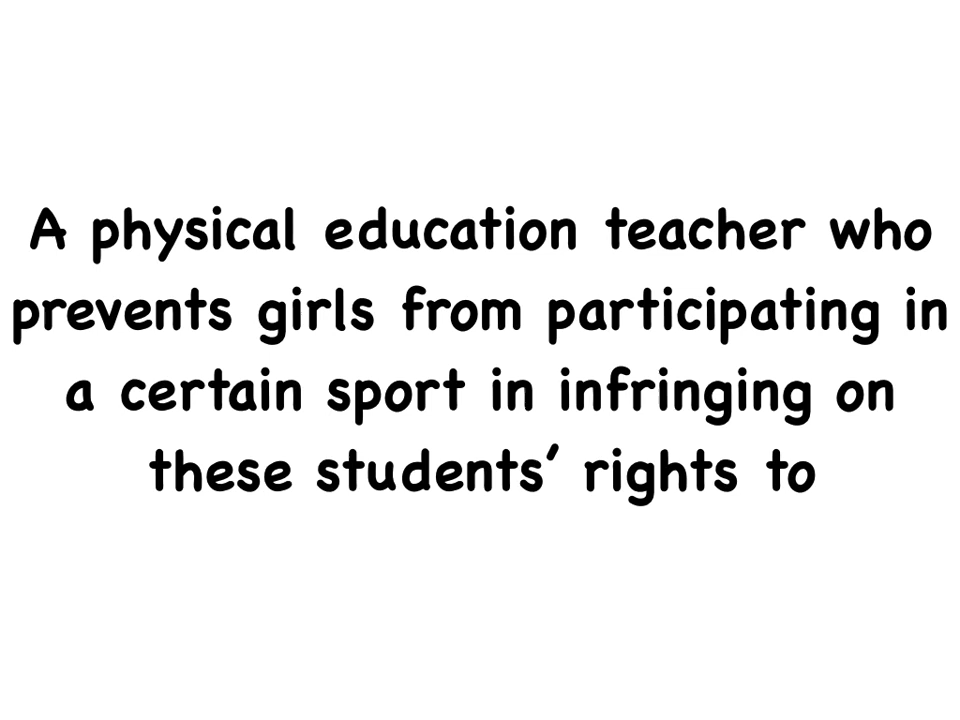 A physical education teacher who
prevents girls from participating in
a certain sport in infringing on
these students’ rights to